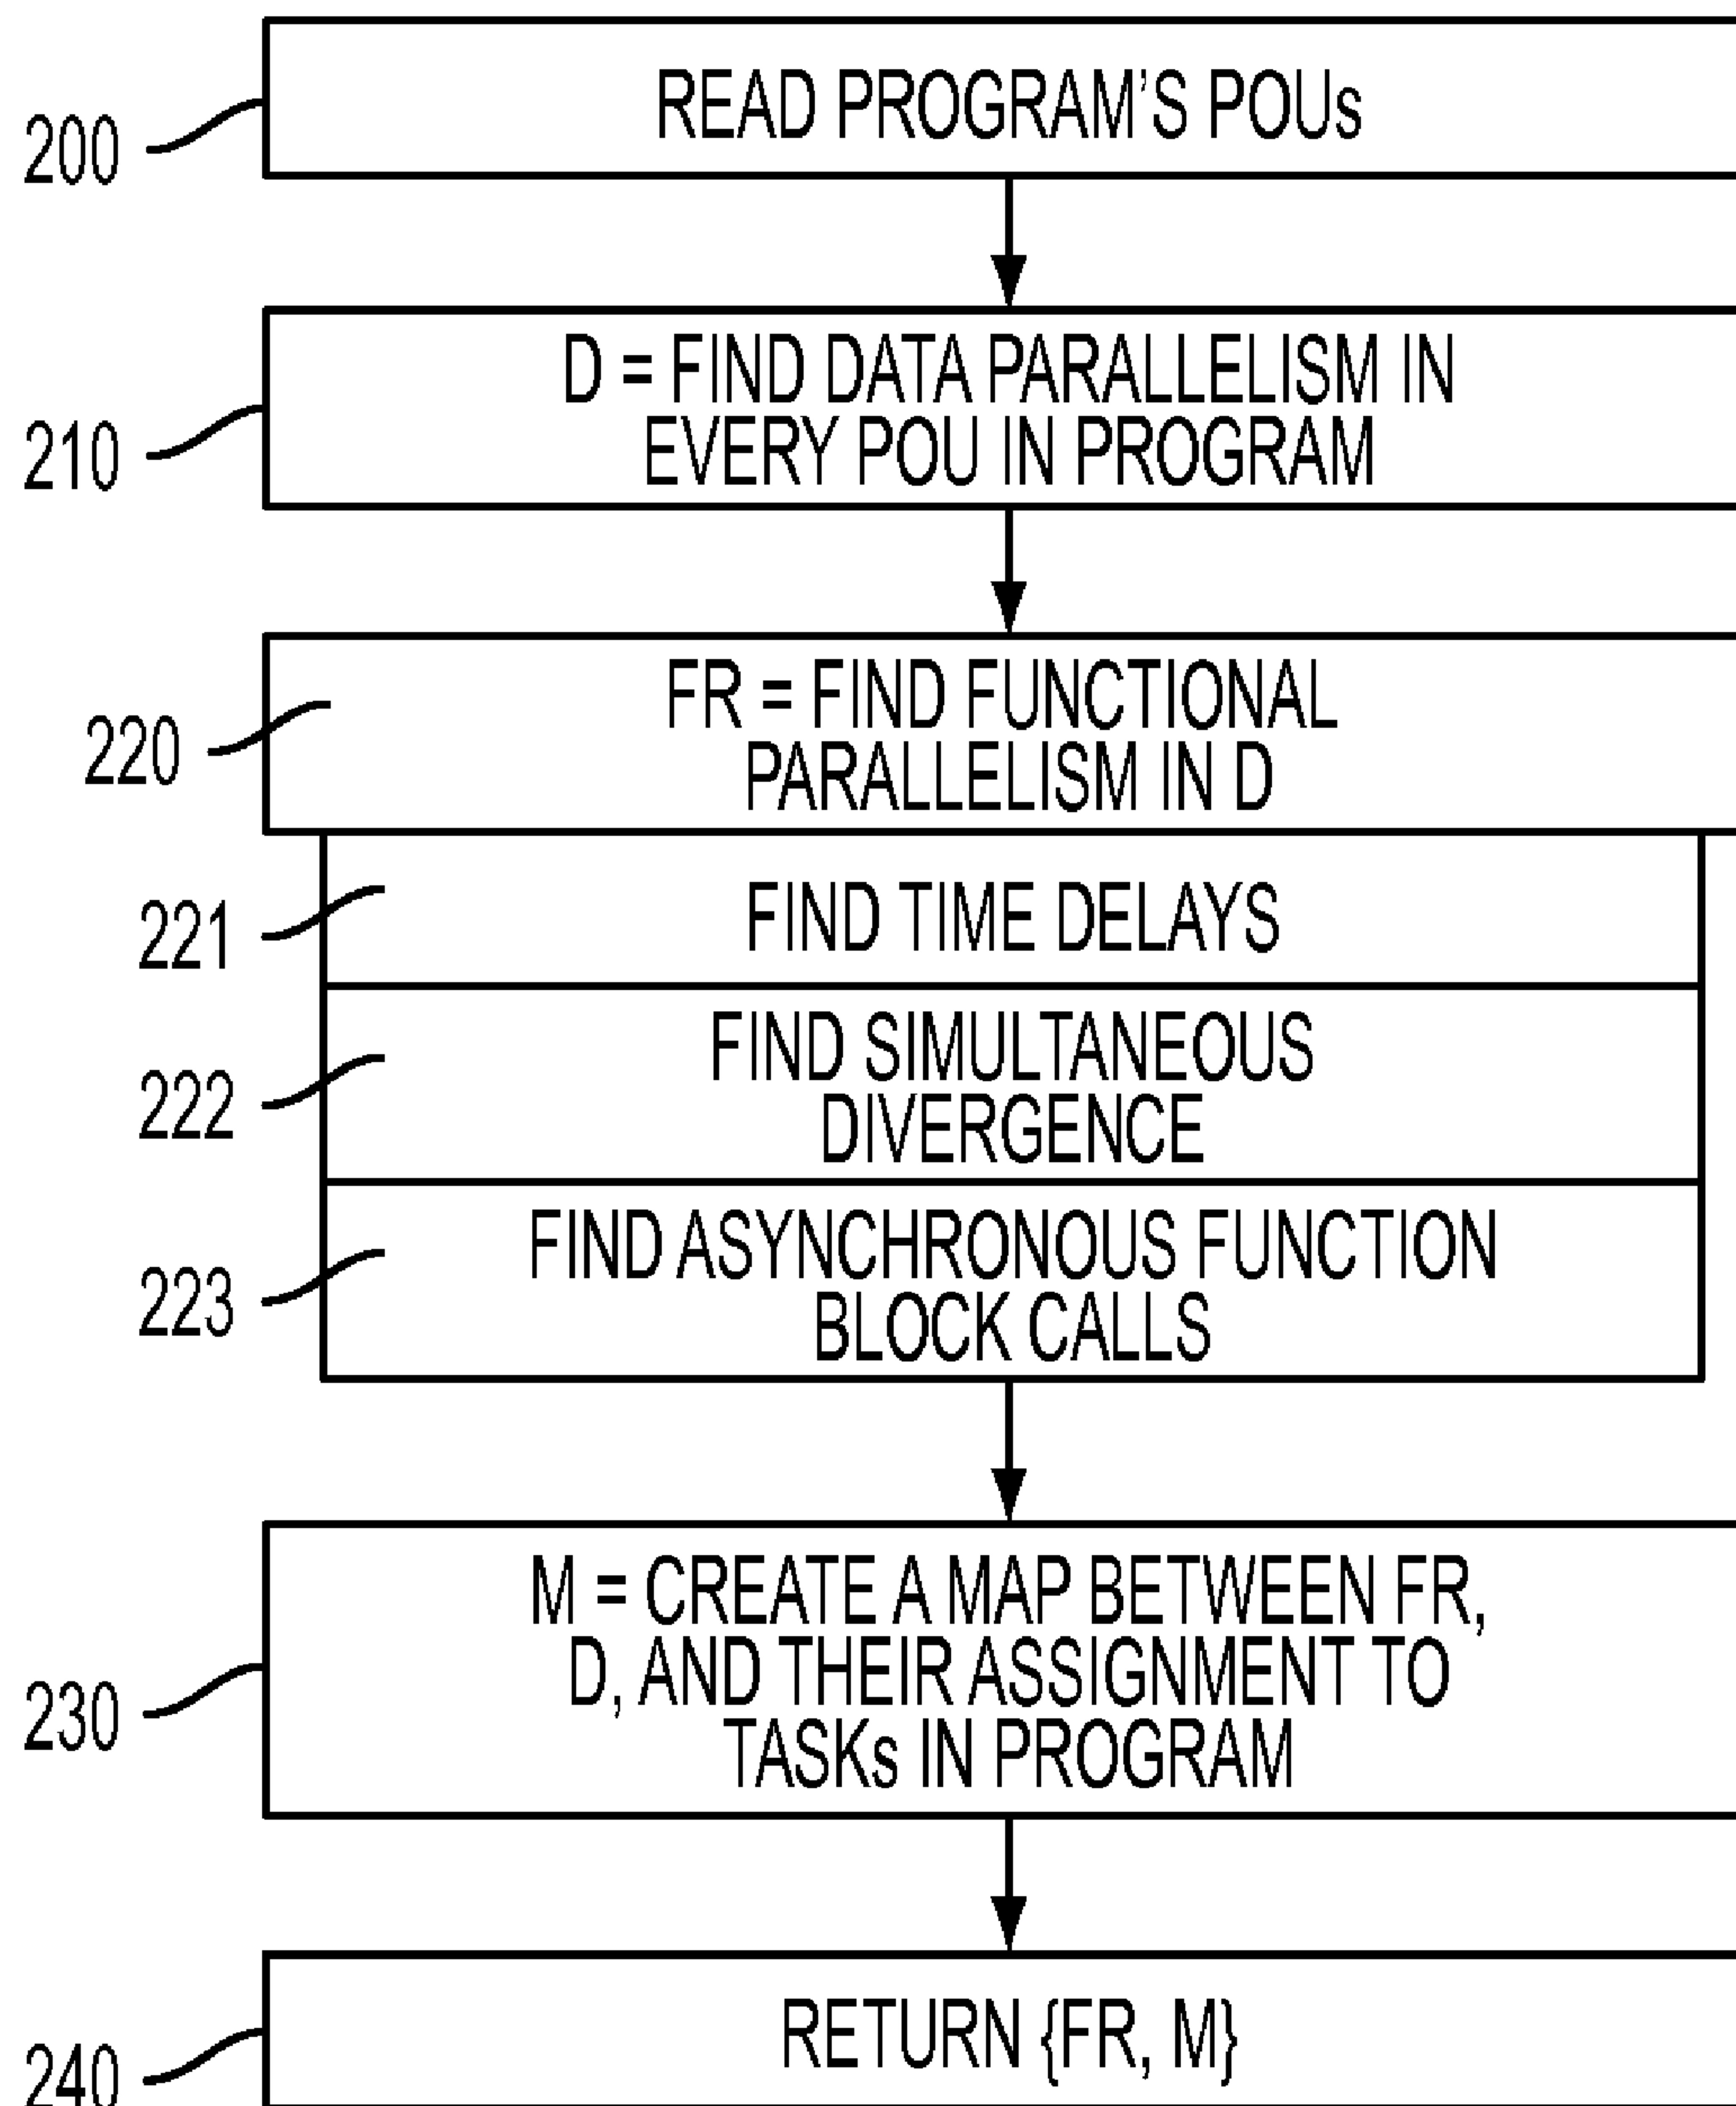 READ PROGRAM'S POUs
200
D = FIND DATA PARALLELISM IN
EVERY POU IN PROGRAM
210
FR = FIND FUNCTIONAL
PARALLELISM IN D
220
FIND TIME DELAYS
221
FIND SIMULTANEOUS
DIVERGENCE
222
FIND ASYNCHRONOUS FUNCTION
BLOCK CALLS
223
M = CREATE A MAP BETWEEN FR,
D, AND THEIR ASSIGNMENT TO
TASKs IN PROGRAM
230
RETURN {FR, M}
240